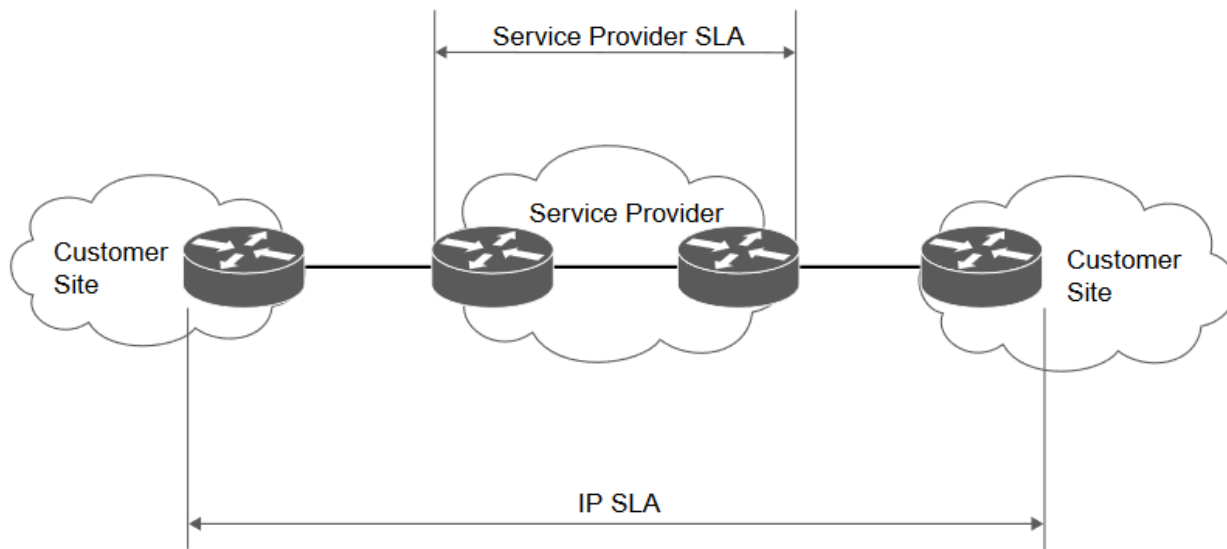 Service Provider SLA
Service Provider
Customer
Site
Customer
Site
IP SLA